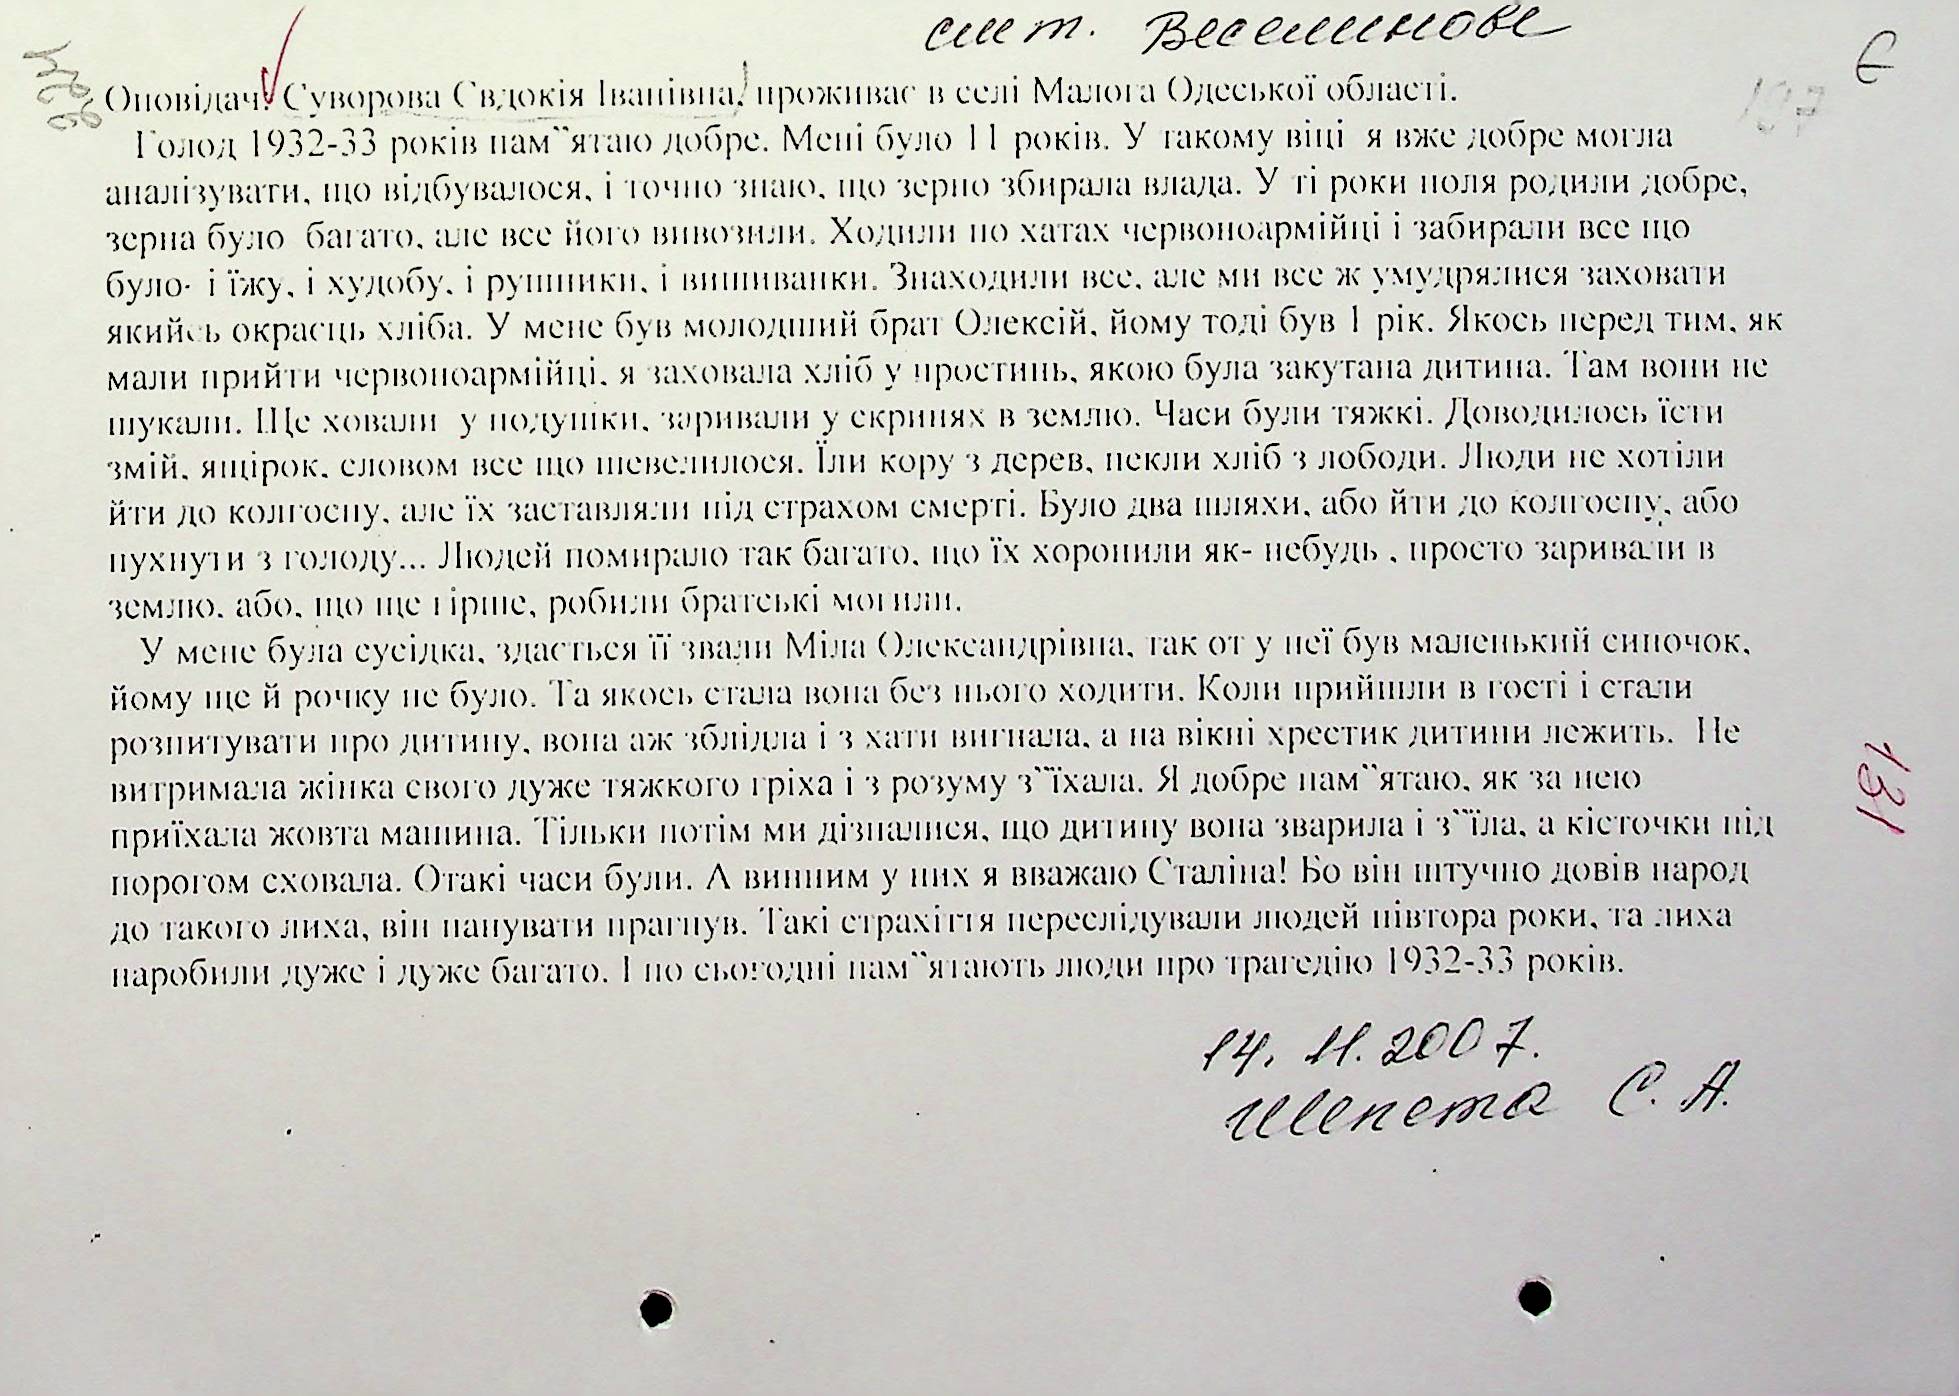 смт. Веселинове
Є
Оповідач: Суворова Євдокія Іванівна, проживає в селі Малога Одеської області.
107
Голод 1932-33 років пам"ятаю добре. Мені було 11 років. У такому віці я вже добре могла
аналізувати, що відбувалося, і точно знаю, що зерно збирала влада. У ті роки поля родили добре,
зерна було багато, але все його вивозили. Ходили по хатах червоноармійці і забирали все що
було- і їжу, і худобу, і рушники, і вишиванки. Знаходили все, але ми все ж умудрялися заховати
якийсь окраєць хліба. У мене був молодший брат Олексій, йому тоді був 1 рік. Якось перед тим, як
мали прийти червоноармійці, я заховала хліб у простинь, якою була закутана дитина. Там вони не
шукали. Ще ховали у подушки, заривали у скринях в землю. Часи були тяжкі. Доводилось їсти
змій, ящірок, словом все що шевелилося. Їли кору з дерев, пекли хліб з лободи. Люди не хотіли
йти до колгоспу, але їх заставляли під страхом смерті. Було два шляхи, або йти до колгоспу, або
пухнути з голоду... Людей помирало так багато, що їх хоронили як- небудь , просто заривали в
землю, або, що ще гірше, робили братські могили.
У мене була сусідка, здається її звали Міла Олександрівна, так от у неї був маленький синочок,
йому ще й рочку не було. Та якось стала вона без нього ходити. Коли прийшли в гості і стали
розпитувати про дитину, вона аж зблідла і з хати вигнала, а на вікні хрестик дитини лежить. Не
витримала жінка свого дуже тяжкого гріха і з розуму з"їхала. Я добре пам"ятаю, як за нею
приїхала жовта машина. Тільки потім ми дізналися, що дитину вона зварила і з"їла, а кісточки під
порогом сховала. Отакі часи були. А винним у них я вважаю Сталіна! Бо він штучно довів народ
до такого лиха, він панувати прагнув. Такі страхіття переслідували людей півтора роки, та лиха
наробили дуже і дуже багато. І по сьогодні пам"ятають люди про трагедію 1932-33 років.
131
14.11.2007.
Шепета С. А.